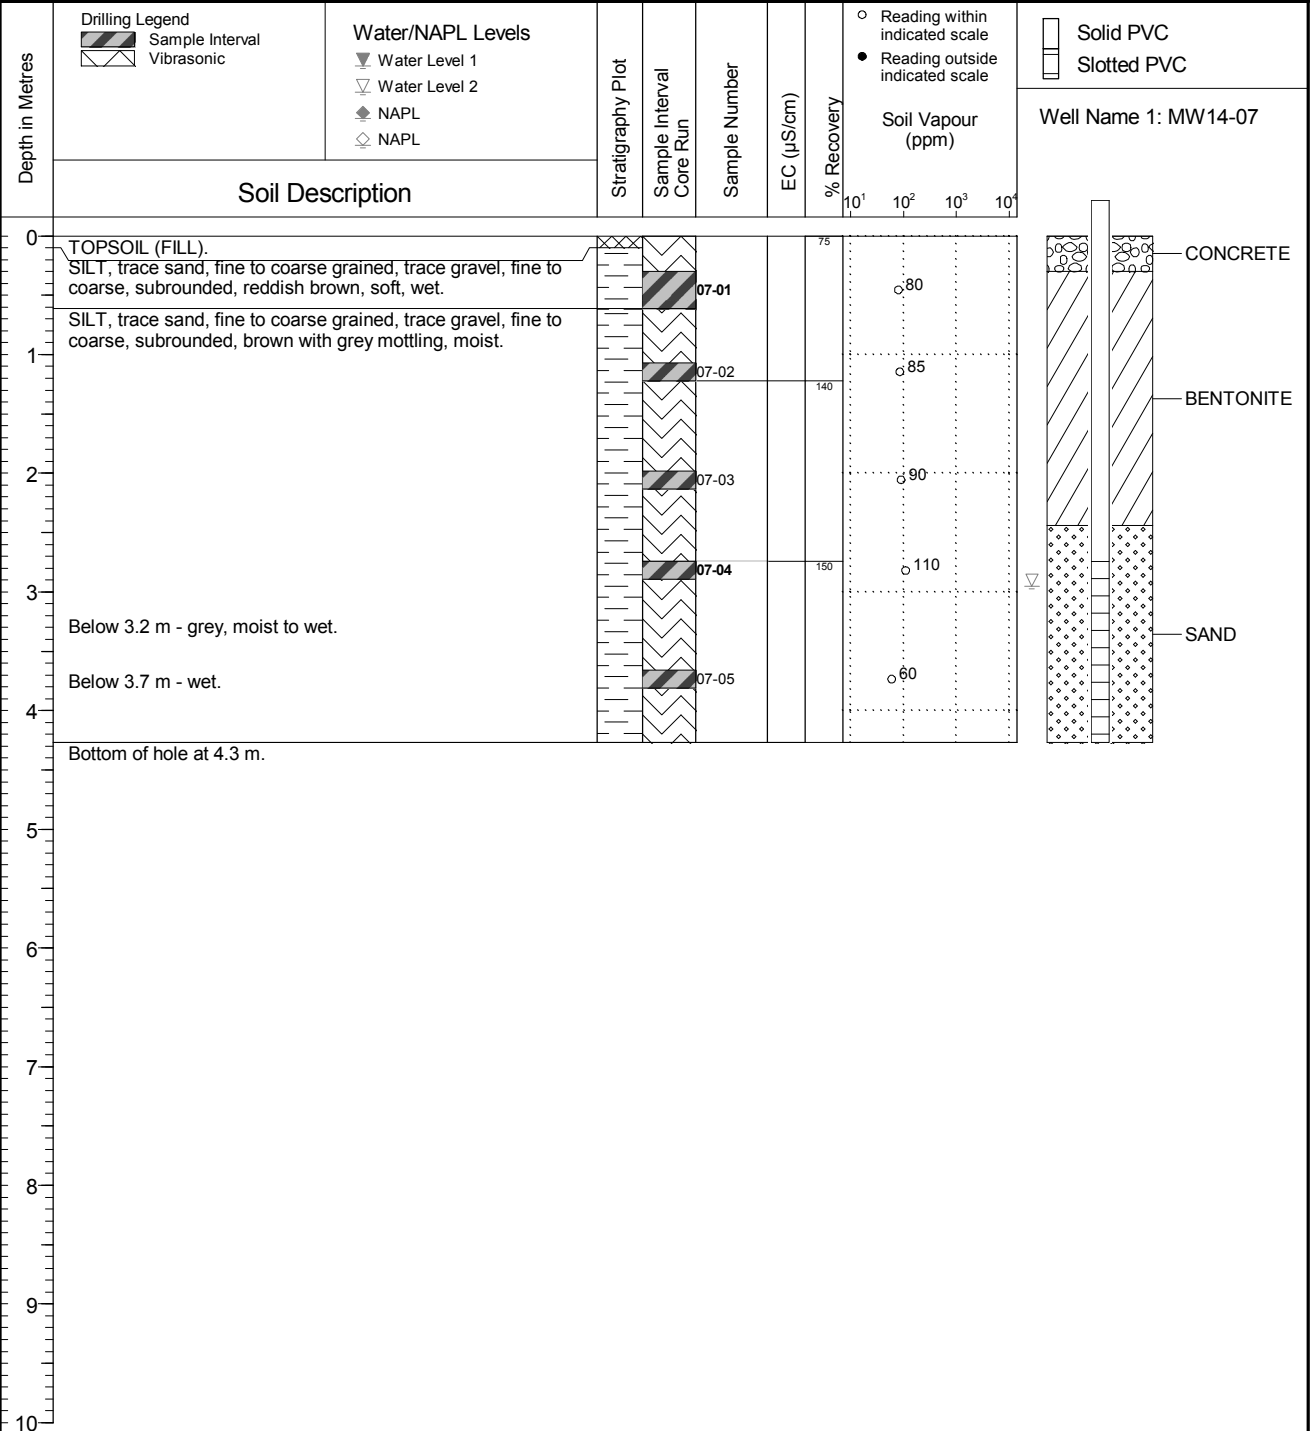 Drilling Legend
Sample Interval
Vibrasonic
Water/NAPL Levels
Water Level 1
Water Level 2
NAPL
NAPL
Depth in Metres
Soil Description
Stratigraphy Plot
Sample Interval
Core Run
Sample Number
EC (µS/cm)
% Recovery
Reading within
indicated scale
Reading outside
indicated scale
Soil Vapour
(ppm)
10¹ 10² 10³ 10⁴
Solid PVC
Slotted PVC
Well Name 1: MW14-07
0
TOPSOIL (FILL).
SILT, trace sand, fine to coarse grained, trace gravel, fine to
coarse, subrounded, reddish brown, soft, wet.
SILT, trace sand, fine to coarse grained, trace gravel, fine to
coarse, subrounded, brown with grey mottling, moist.
1
2
3
Below 3.2 m - grey, moist to wet.
Below 3.7 m - wet.
4
Bottom of hole at 4.3 m.
5
6
7
8
9
10
07-01
07-02
07-03
07-04
07-05
75
140
150
80
85
90
110
60
CONCRETE
BENTONITE
SAND